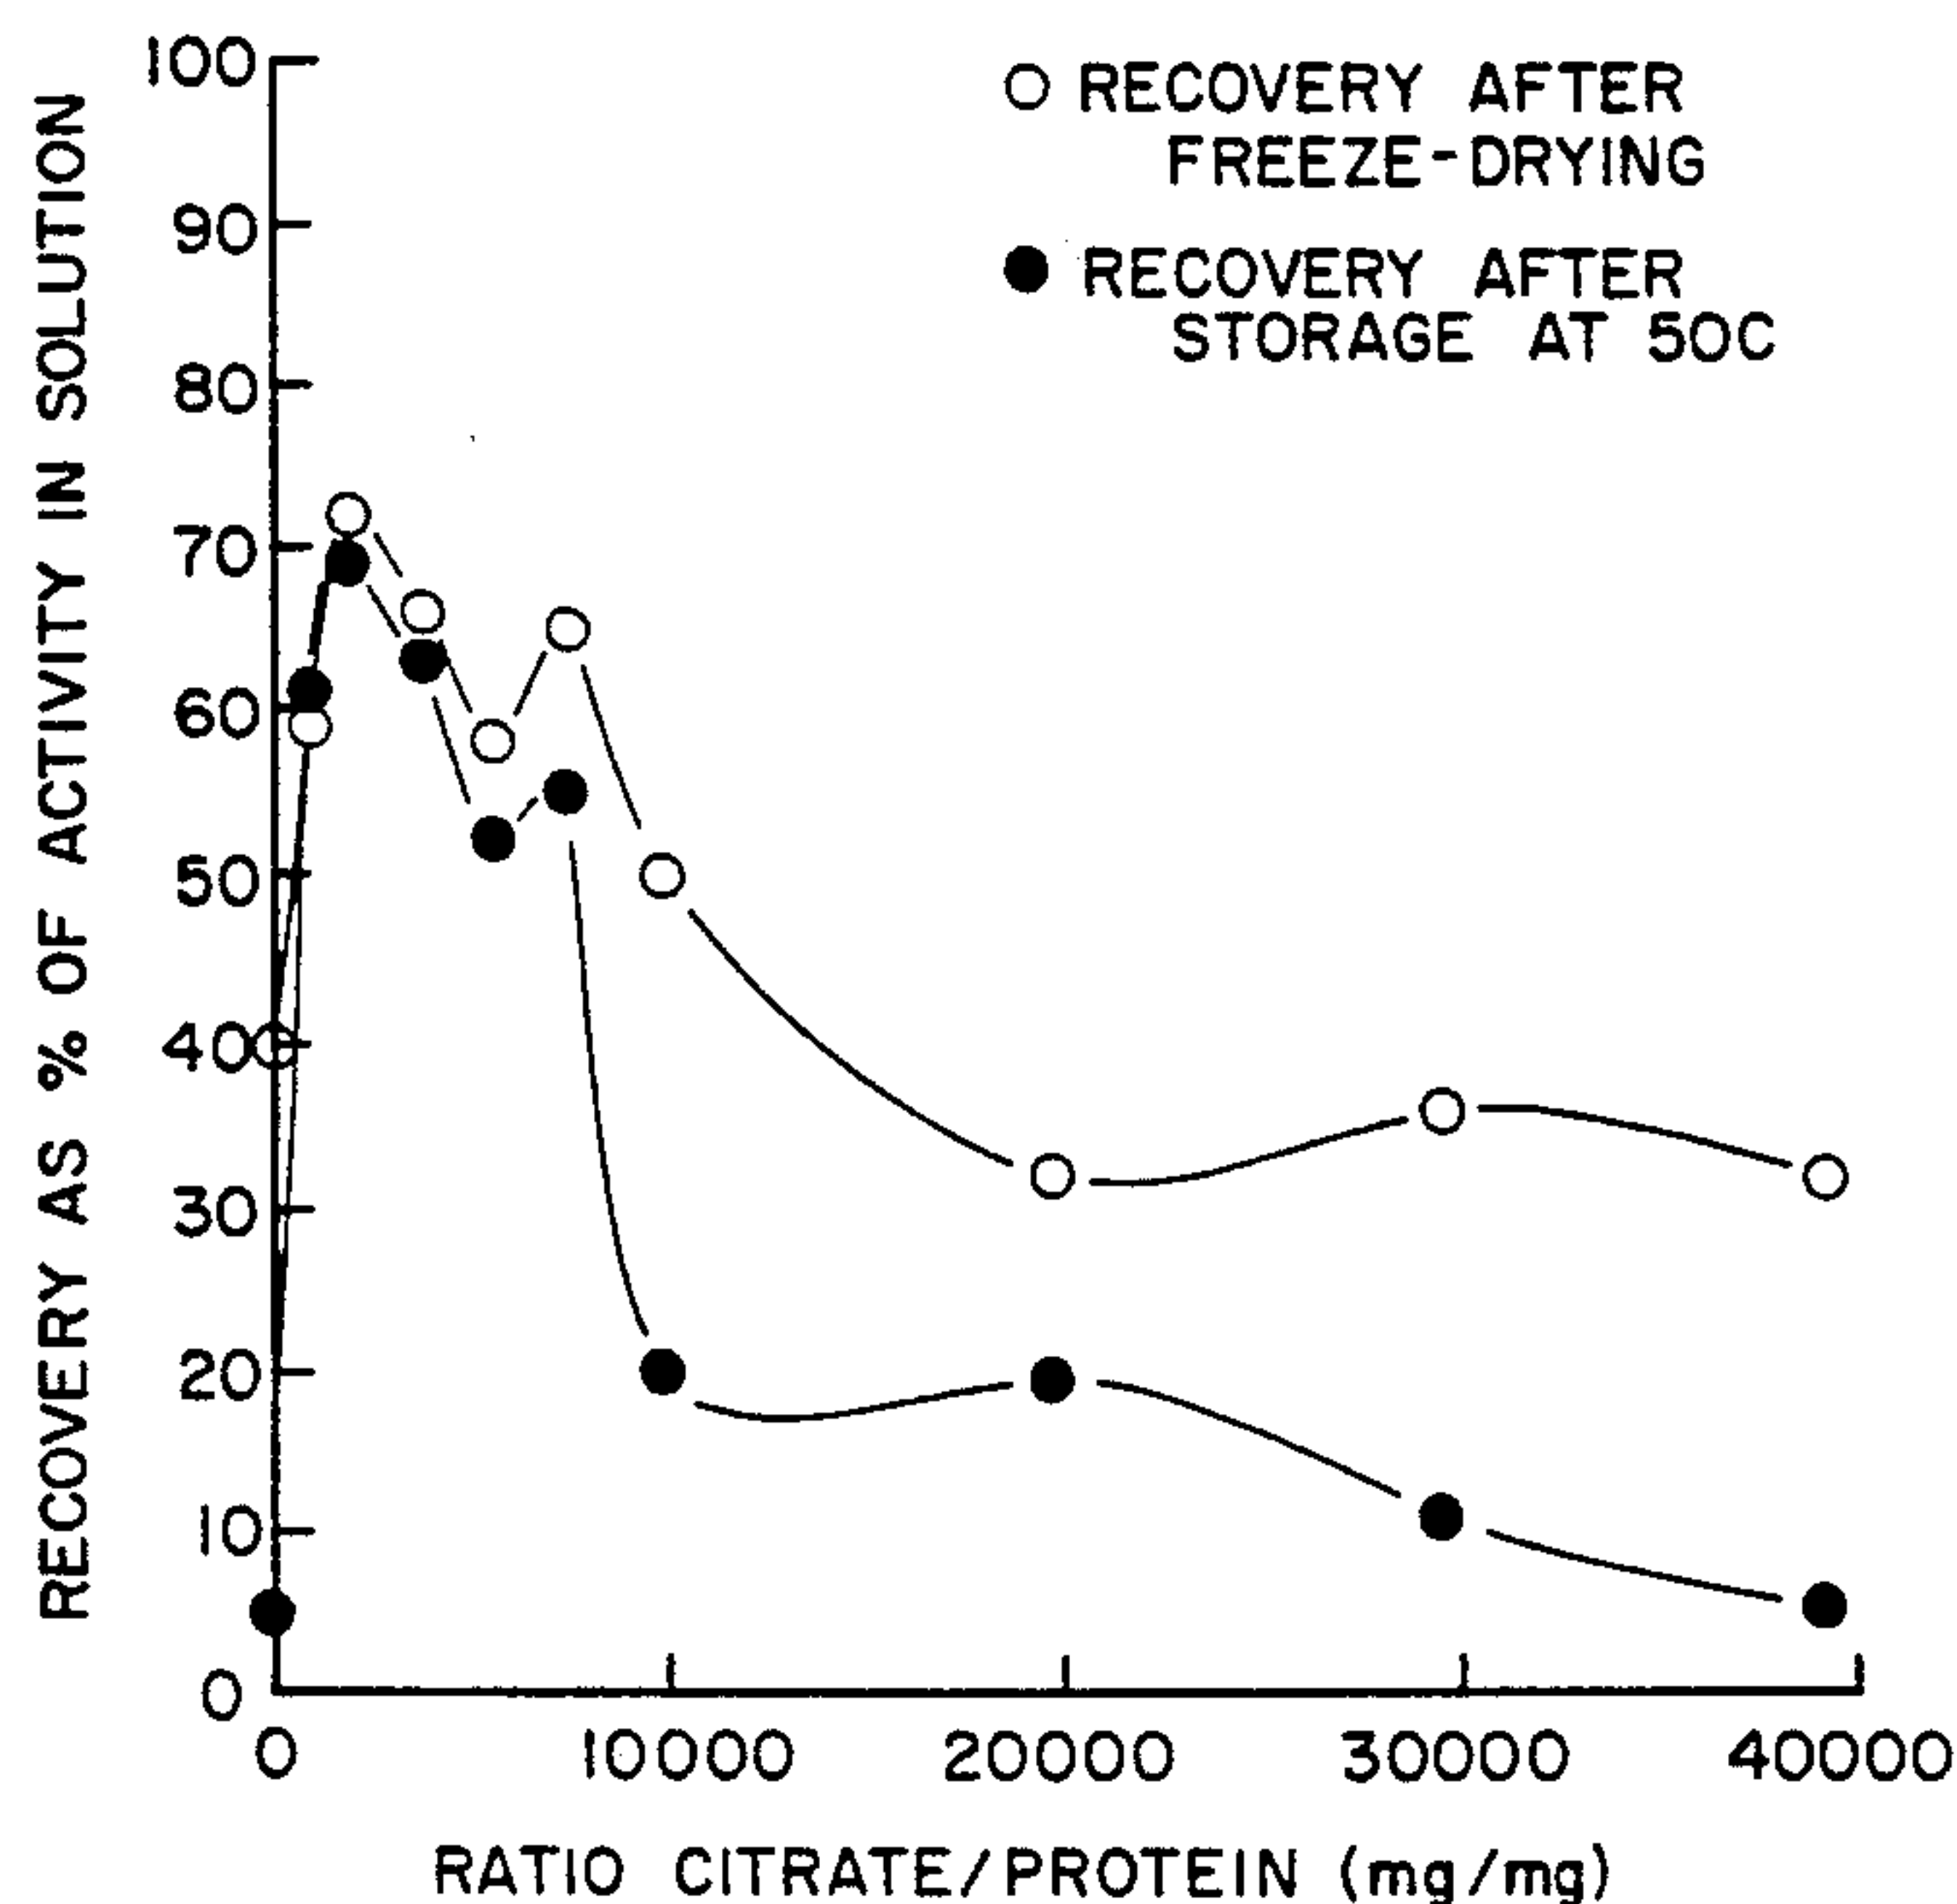 RECOVERY AS % OF ACTIVITY IN SOLUTION
100
90
80
70
60
50
40
30
20
10
0
RECOVERY AFTER
FREEZE-DRYING
RECOVERY AFTER
STORAGE AT 50C
0 10000 20000 30000 40000
RATIO CITRATE/PROTEIN (mg/mg)